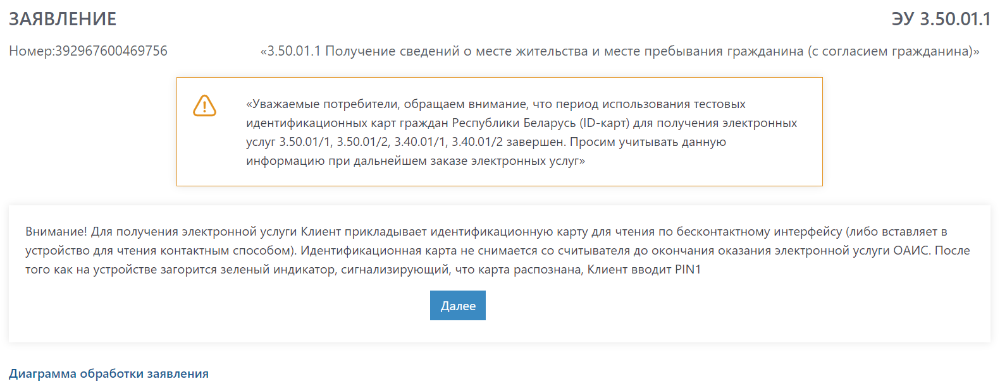 ЗАЯВЛЕНИЕ
ЭУ 3.50.01.1
Номер:392967600469756
«3.50.01.1 Получение сведений о месте жительства и месте пребывания гражданина (с согласием гражданина)»
«Уважаемые потребители, обращаем внимание, что период использования тестовых
идентификационных карт граждан Республики Беларусь (ID-карт) для получения электронных
услуг 3.50.01/1, 3.50.01/2, 3.40.01/1, 3.40.01/2 завершен. Просим учитывать данную
информацию при дальнейшем заказе электронных услуг»
Внимание! Для получения электронной услуги Клиент прикладывает идентификационную карту для чтения по бесконтактному интерфейсу (либо вставляет в
устройство для чтения контактным способом). Идентификационная карта не снимается со считывателя до окончания оказания электронной услуги ОАИС. После
того как на устройстве загорится зеленый индикатор, сигнализирующий, что карта распознана, Клиент вводит PIN1
Далее
Диаграмма обработки заявления